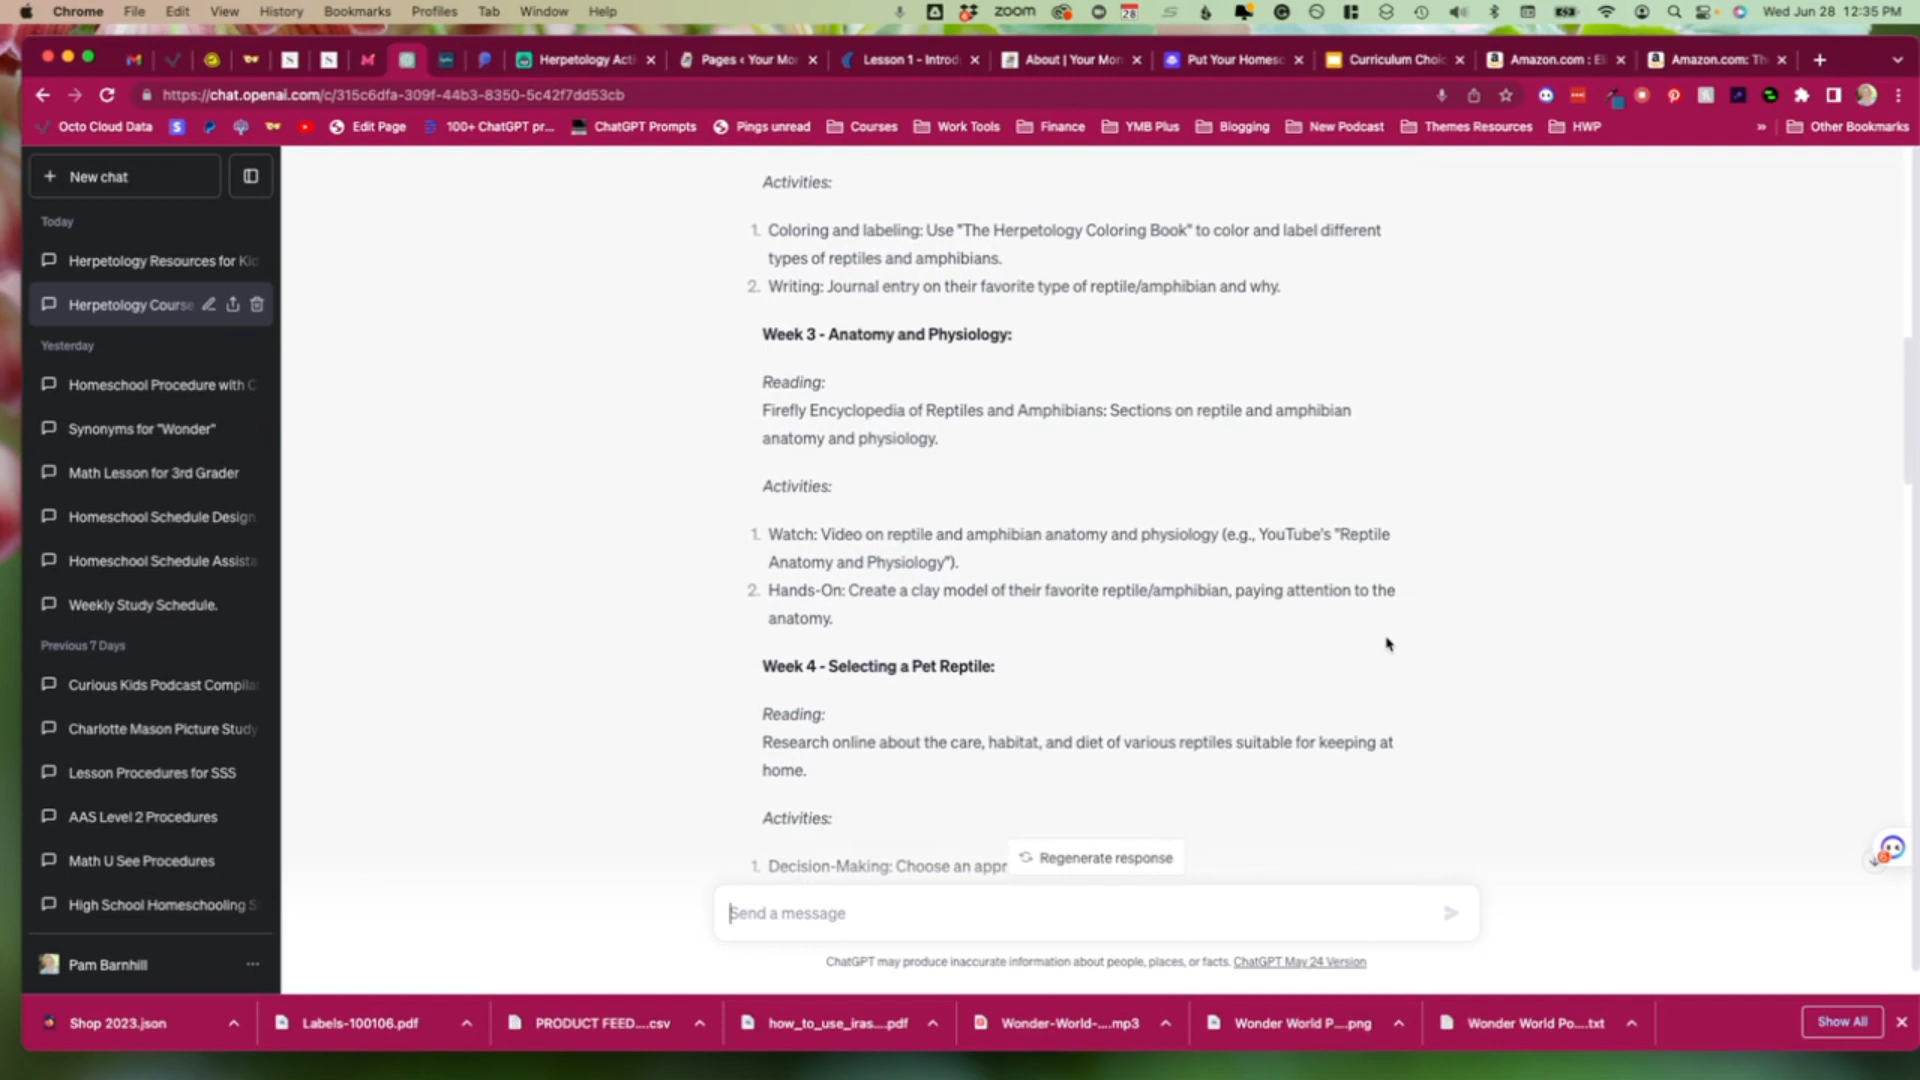 Chrome File Edit View History Bookmarks Profiles Tab Window Help zoom 28 Wed Jun 28 12:35 PM
Herpetology Acti Pages ‹ Your Mo Lesson 1 - Introd About | Your Mor Put Your Homesc Curriculum Choic Amazon.com : El Amazon.com: Th
https://chat.openai.com/c/315c6dfa-309f-44b3-8350-5c42f7dd53cb
Octo Cloud Data Edit Page 100+ ChatGPT pr... ChatGPT Prompts Pings unread Courses Work Tools Finance YMB Plus Blogging New Podcast Themes Resources HWP » Other Bookmarks
New chat
Today
Herpetology Resources for Kid
Herpetology Course
Yesterday
Homeschool Procedure with C
Synonyms for "Wonder"
Math Lesson for 3rd Grader
Homeschool Schedule Design
Homeschool Schedule Assista
Weekly Study Schedule.
Previous 7 Days
Curious Kids Podcast Compilat
Charlotte Mason Picture Study
Lesson Procedures for SSS
AAS Level 2 Procedures
Math U See Procedures
High School Homeschooling S
Pam Barnhill
Activities:
1. Coloring and labeling: Use "The Herpetology Coloring Book" to color and label different
types of reptiles and amphibians.
2. Writing: Journal entry on their favorite type of reptile/amphibian and why.
Week 3 - Anatomy and Physiology:
Reading:
Firefly Encyclopedia of Reptiles and Amphibians: Sections on reptile and amphibian
anatomy and physiology.
Activities:
1. Watch: Video on reptile and amphibian anatomy and physiology (e.g., YouTube's "Reptile
Anatomy and Physiology").
2. Hands-On: Create a clay model of their favorite reptile/amphibian, paying attention to the
anatomy.
Week 4 - Selecting a Pet Reptile:
Reading:
Research online about the care, habitat, and diet of various reptiles suitable for keeping at
home.
Activities:
1. Decision-Making: Choose an appr
Regenerate response
Send a message
ChatGPT may produce inaccurate information about people, places, or facts. ChatGPT May 24 Version
Shop 2023.json Labels-100106.pdf PRODUCT FEED....csv how_to_use_iras....pdf Wonder-World-....mp3 Wonder World P....png Wonder World Po....txt Show All